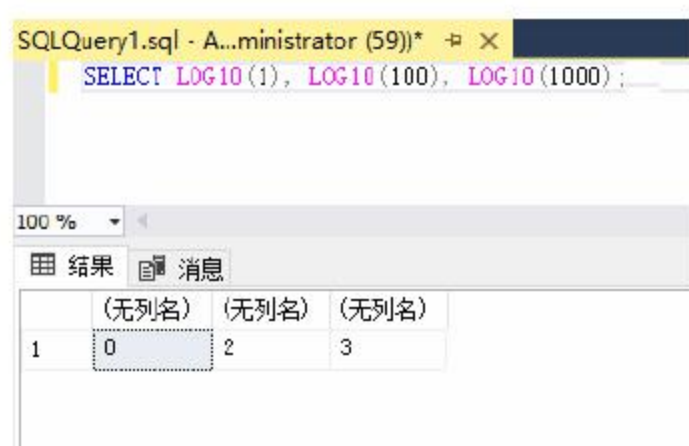 SQLQuery1.sql - A...ministrator (59))*
SELECT LOG10(1), LOG10(100), LOG10(1000);
100 %
结果 消息
(无列名) (无列名) (无列名)
1 0 2 3